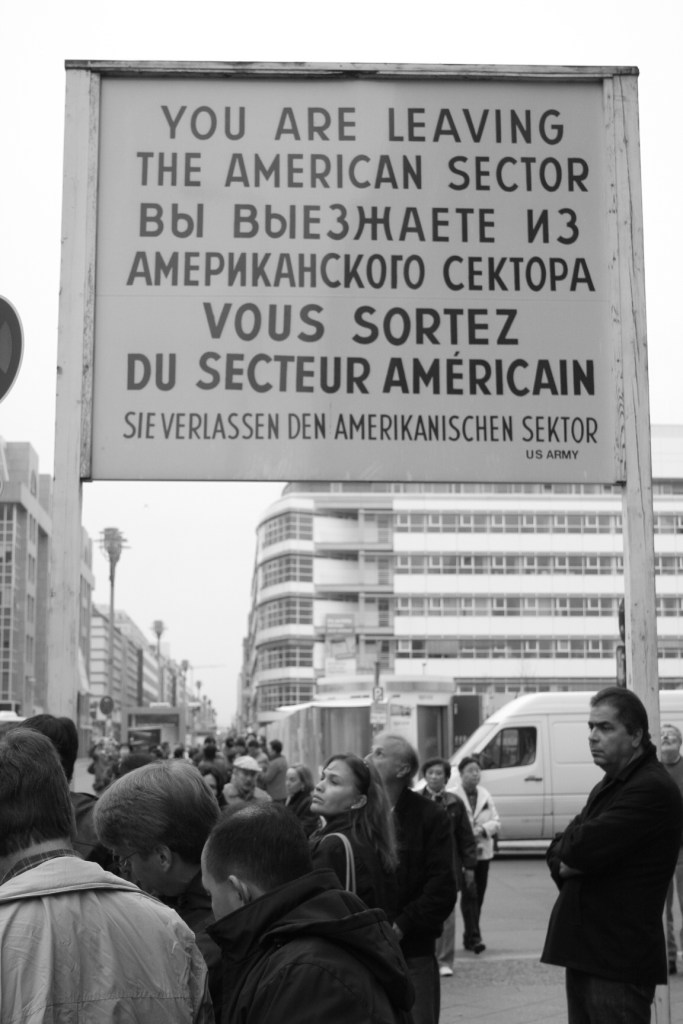 YOU ARE LEAVING
THE AMERICAN SECTOR
ВЫ ВЫЕЗЖАЕТЕ ИЗ
АМЕРИКАНСКОГО СЕКТОРА
VOUS SORTEZ
DU SECTEUR AMÉRICAIN
SIE VERLASSEN DEN AMERIKANISCHEN SEKTOR
US ARMY